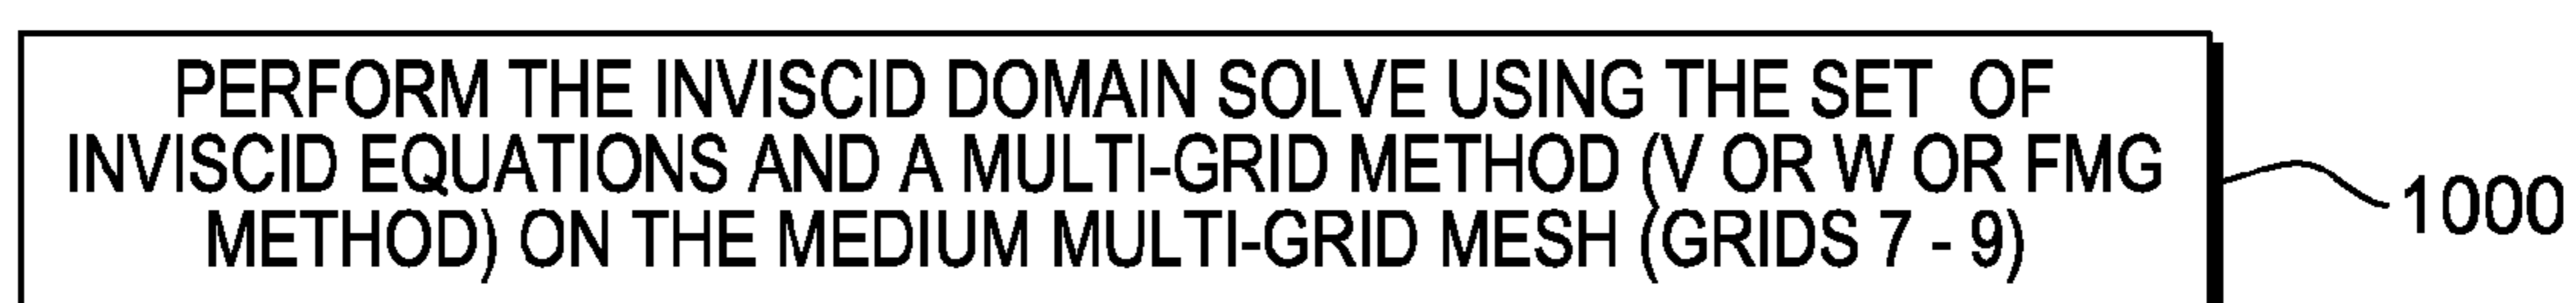 PERFORM THE INVISCID DOMAIN SOLVE USING THE SET OF
INVISCID EQUATIONS AND A MULTI-GRID METHOD (V OR W OR FMG
METHOD) ON THE MEDIUM MULTI-GRID MESH (GRIDS 7 - 9)
1000